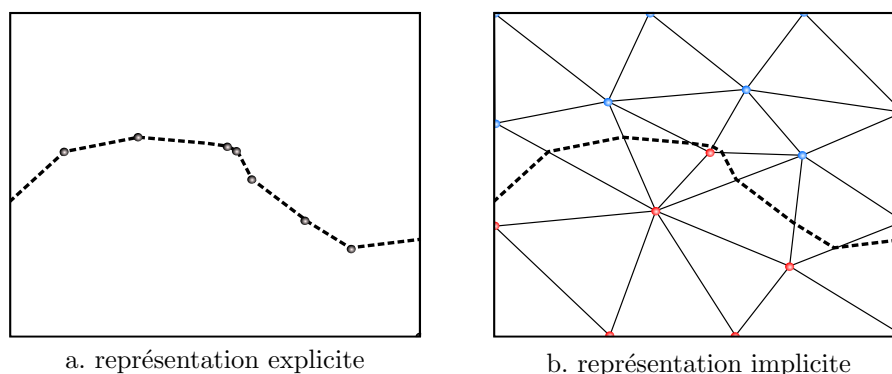 a. représentation explicite
b. représentation implicite